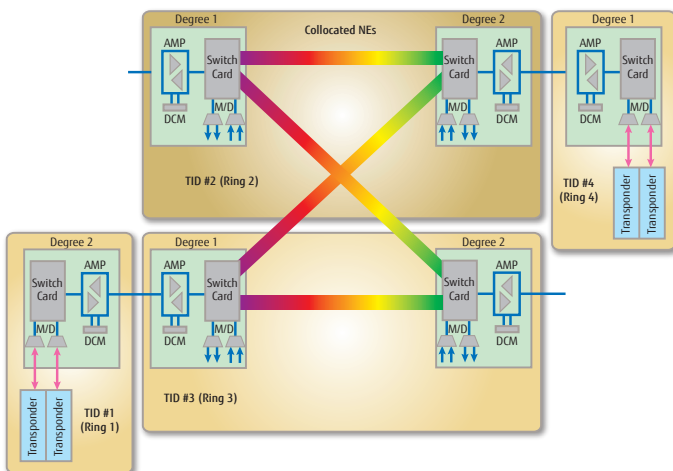 Degree 1
Collocated NEs
Degree 2
AMP
Switch
Card
M/D
DCM
Switch
Card
AMP
M/D
DCM
TID #2 (Ring 2)
Degree 1
AMP
Switch
Card
M/D
DCM
Transponder
Transponder
TID #4
(Ring 4)
Degree 2
AMP
Switch
Card
M/D
DCM
Transponder
Transponder
TID #1
(Ring 1)
Degree 1
AMP
Switch
Card
M/D
DCM
Degree 2
AMP
Switch
Card
M/D
DCM
TID #3 (Ring 3)